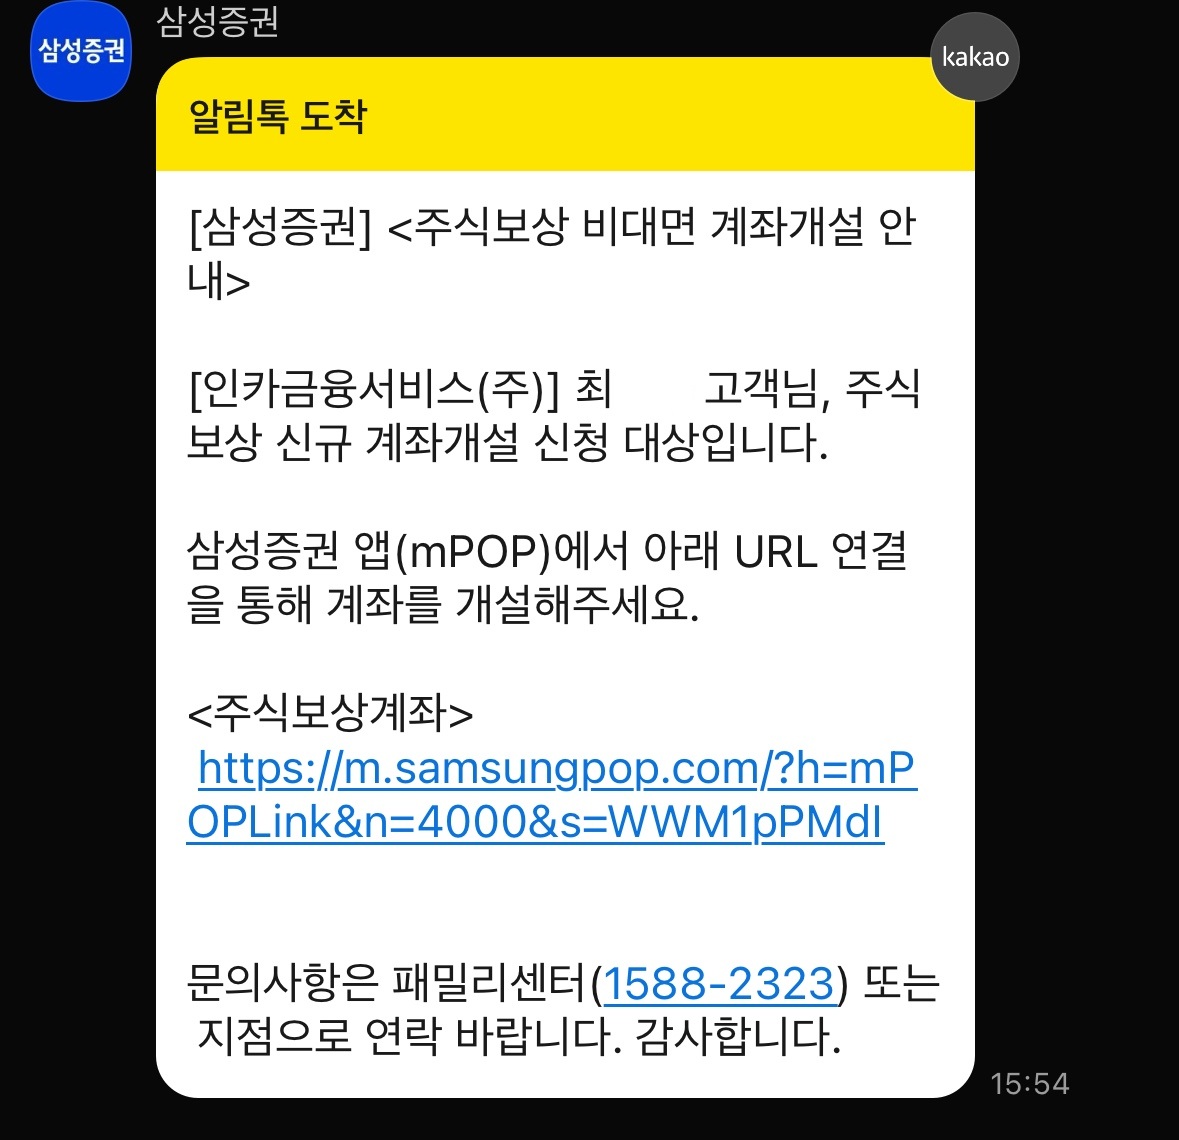 삼성증권
삼성증권
kakao
알림톡 도착
[삼성증권] <주식보상 비대면 계좌개설 안
내>
[인카금융서비스(주)] 최 고객님, 주식
보상 신규 계좌개설 신청 대상입니다.
삼성증권 앱(mPOP)에서 아래 URL 연결
을 통해 계좌를 개설해주세요.
<주식보상계좌>
https://m.samsungpop.com/?h=mP
OPLink&n=4000&s=WWM1pPMdI
문의사항은 패밀리센터(1588-2323) 또는
지점으로 연락 바랍니다. 감사합니다.
15:54